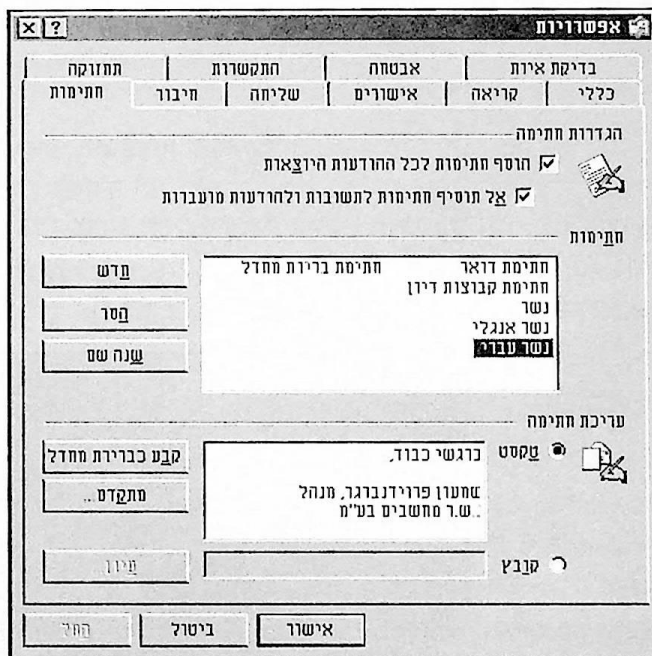 אפשרויות
בדיקת איות אבטחה התקשרות תחזוקה
כללי קריאה אישורים שליחה חיבור חתימות
הגדרות חתימה
הוסף חתימות לכל ההודעות היוצאות
אל תוסיף חתימות לתשובות ולהודעות מועברות
חתימות
חתימת דואר חתימת ברירת מחדל
חתימת קבוצות דיון
נשר
נשר אנגלי
נשר עברי
חדש
הסר
שנה שם
עריכת חתימה
טקסט
ברגשי כבוד,
שמעון פרוידנברגר, מנהל
נ.ש.ר מחשבים בע"מ
קבע כברירת מחדל
מתקדם...
קובץ
עיון...
אישור ביטול החל